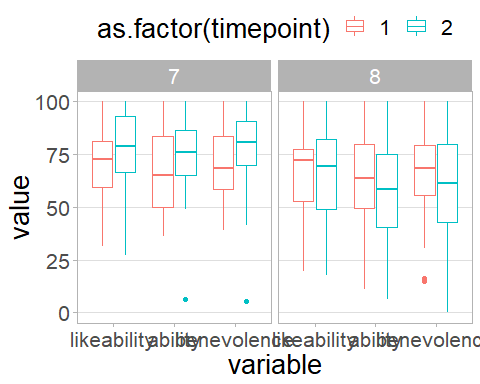 as.factor(timepoint) 1 2
7 8
100
75
50
25
0
value
likeability ability benevolence likeability ability benevolence
variable